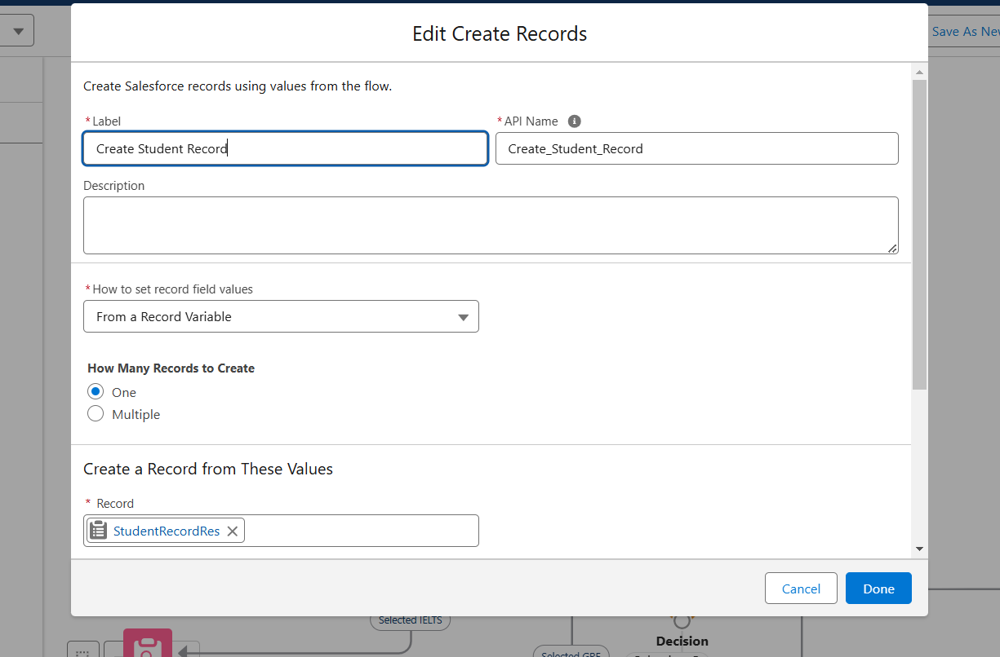 Edit Create Records
Save As New
Create Salesforce records using values from the flow.
* Label
* API Name
Create Student Record
Create_Student_Record
Description
* How to set record field values
From a Record Variable
How Many Records to Create
One
Multiple
Create a Record from These Values
* Record
StudentRecordRes
Cancel
Done
Selected IELTS
Decision
Selected GRE